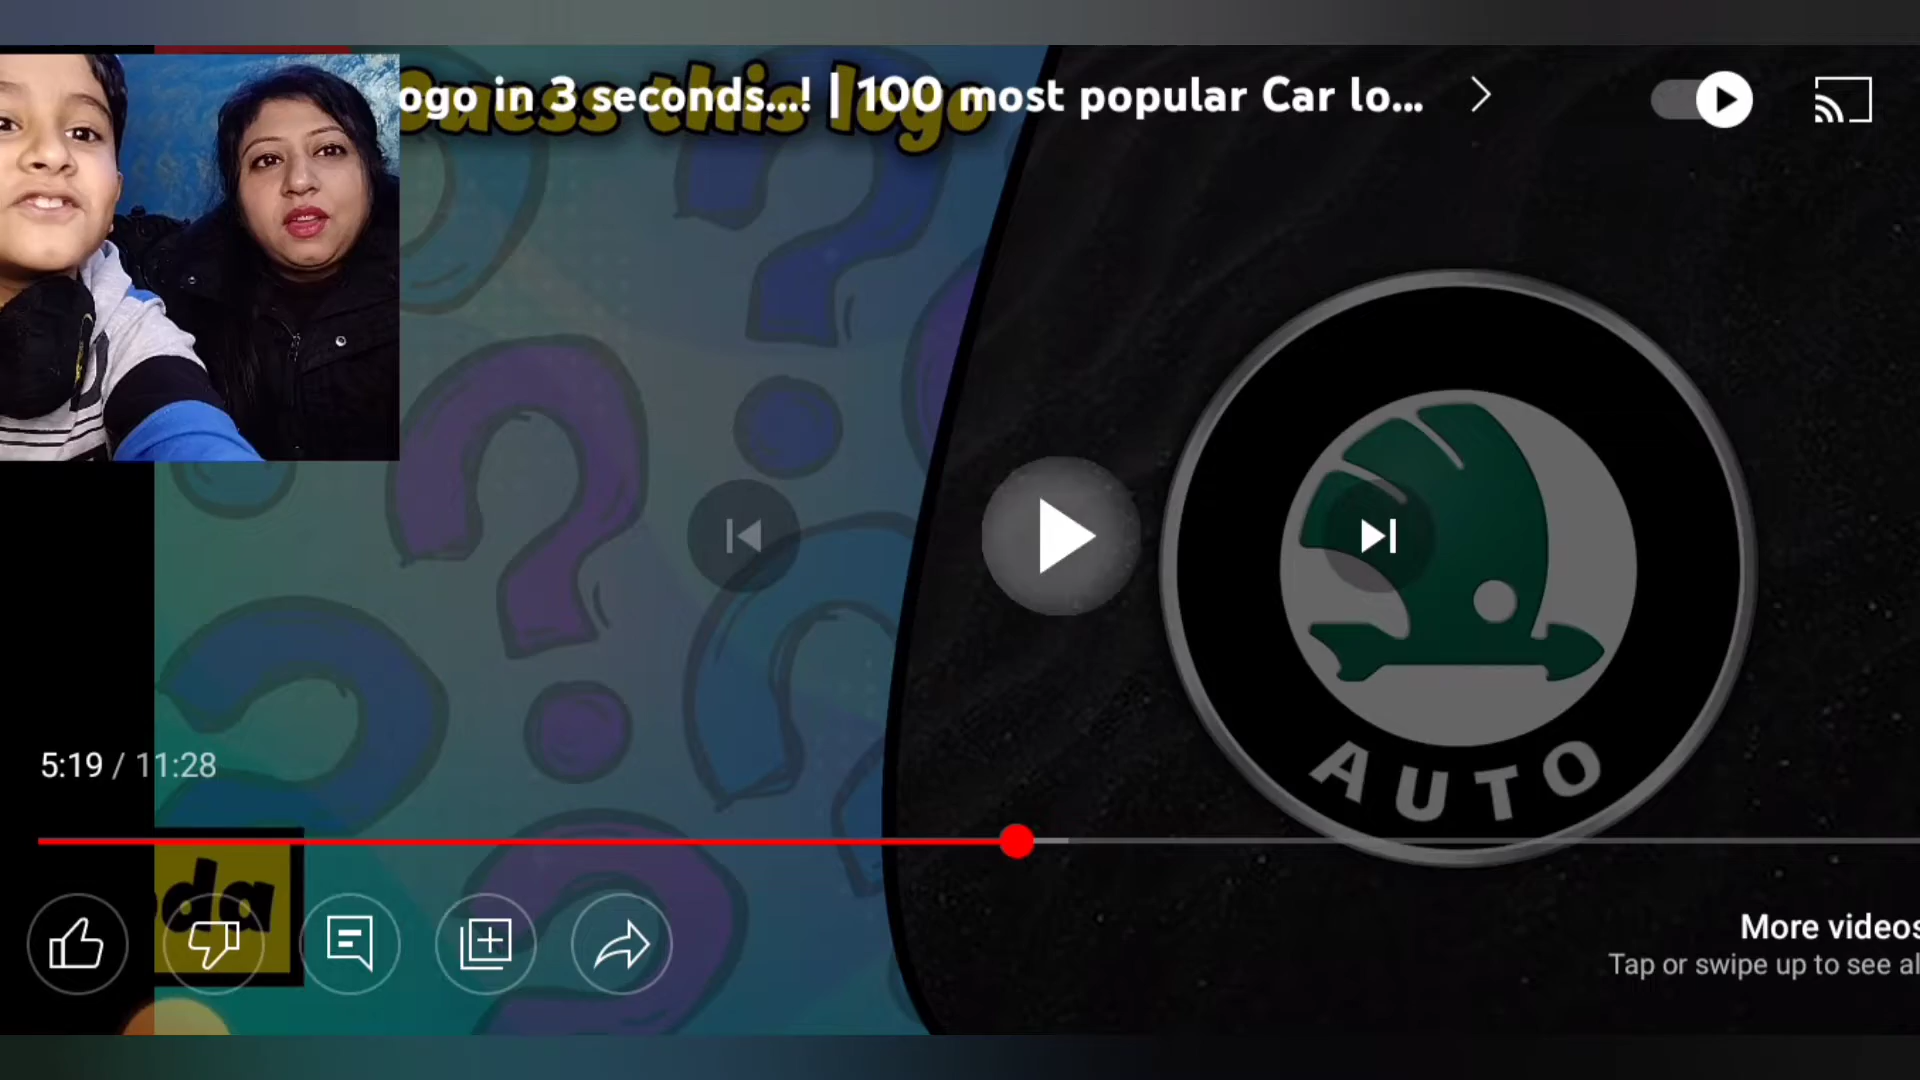 ogo in 3 seconds...! | 100 most popular Car lo...
Guess this logo
AUTO
5:19 / 11:28
da
More videos
Tap or swipe up to see al